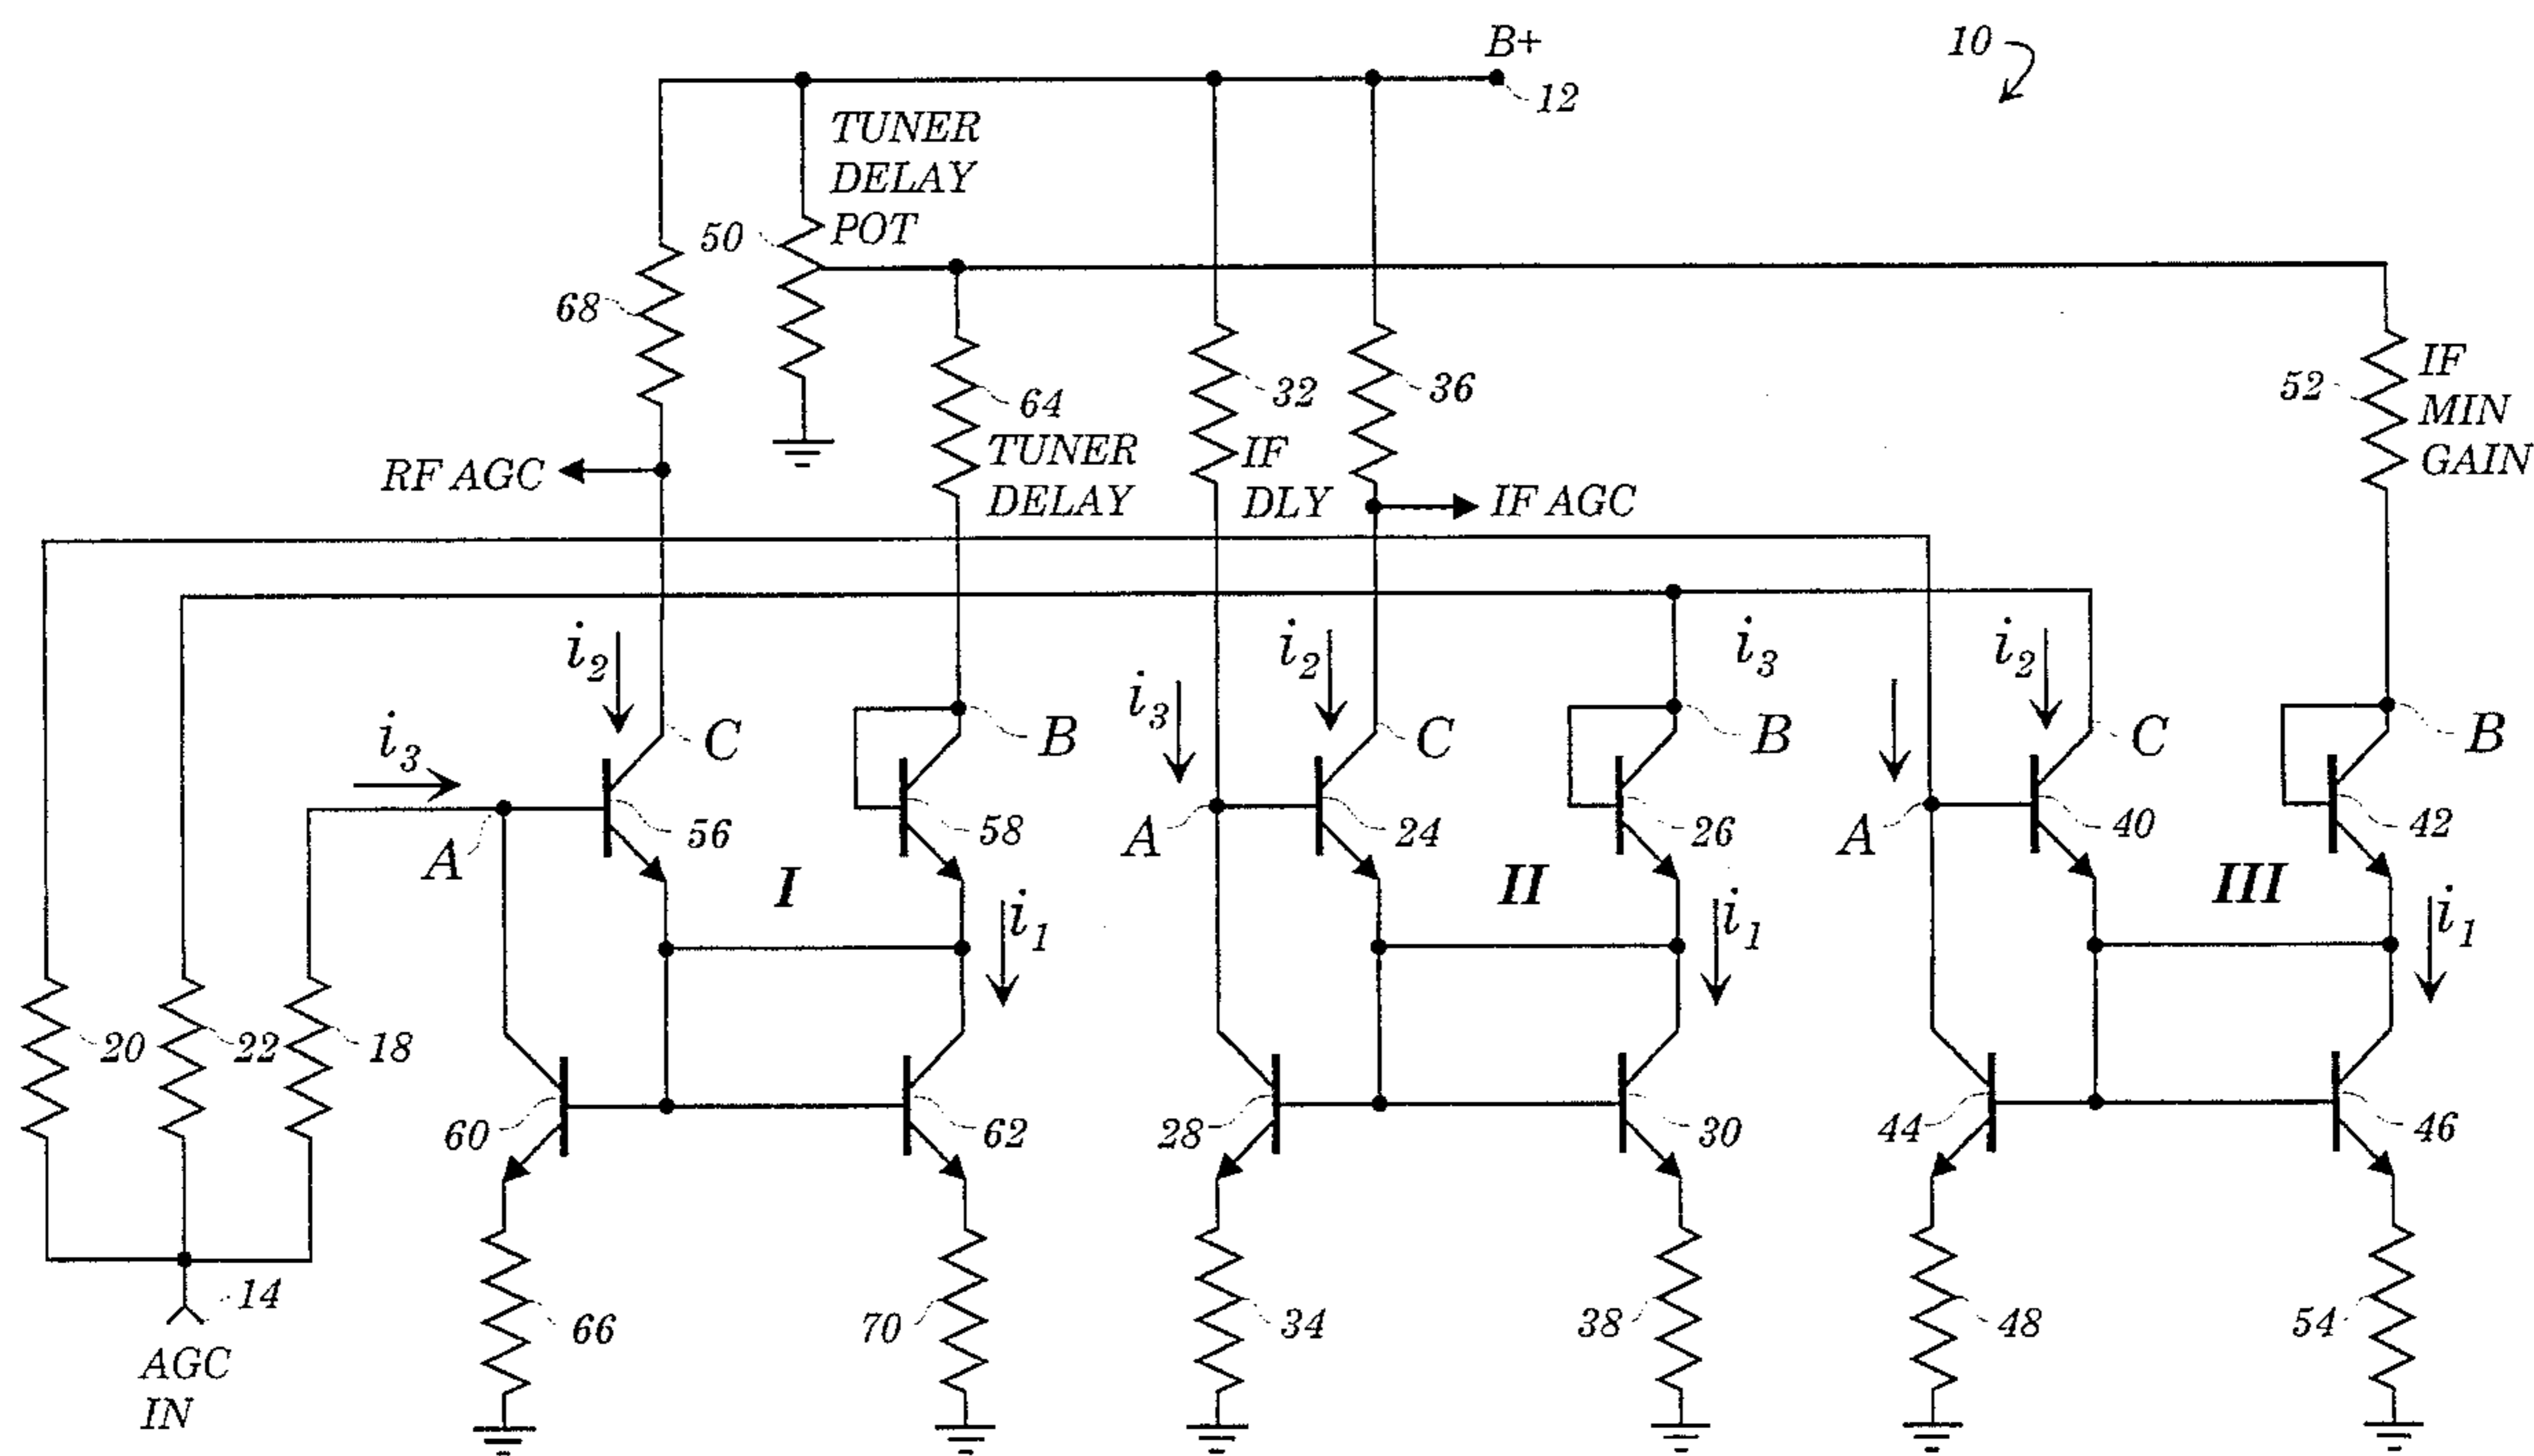 B+
12
10
TUNER
DELAY
POT
50
68
64
TUNER
DELAY
32
IF
DLY
36
52
IF
MIN
GAIN
RF AGC
IF AGC
i2
i3
i2
i3
i2
i3
C
B
C
B
C
B
A
56
58
A
24
26
A
40
42
I
II
III
i1
i1
i1
20
22
18
60
62
28
30
44
46
14
AGC
IN
66
70
34
38
48
54